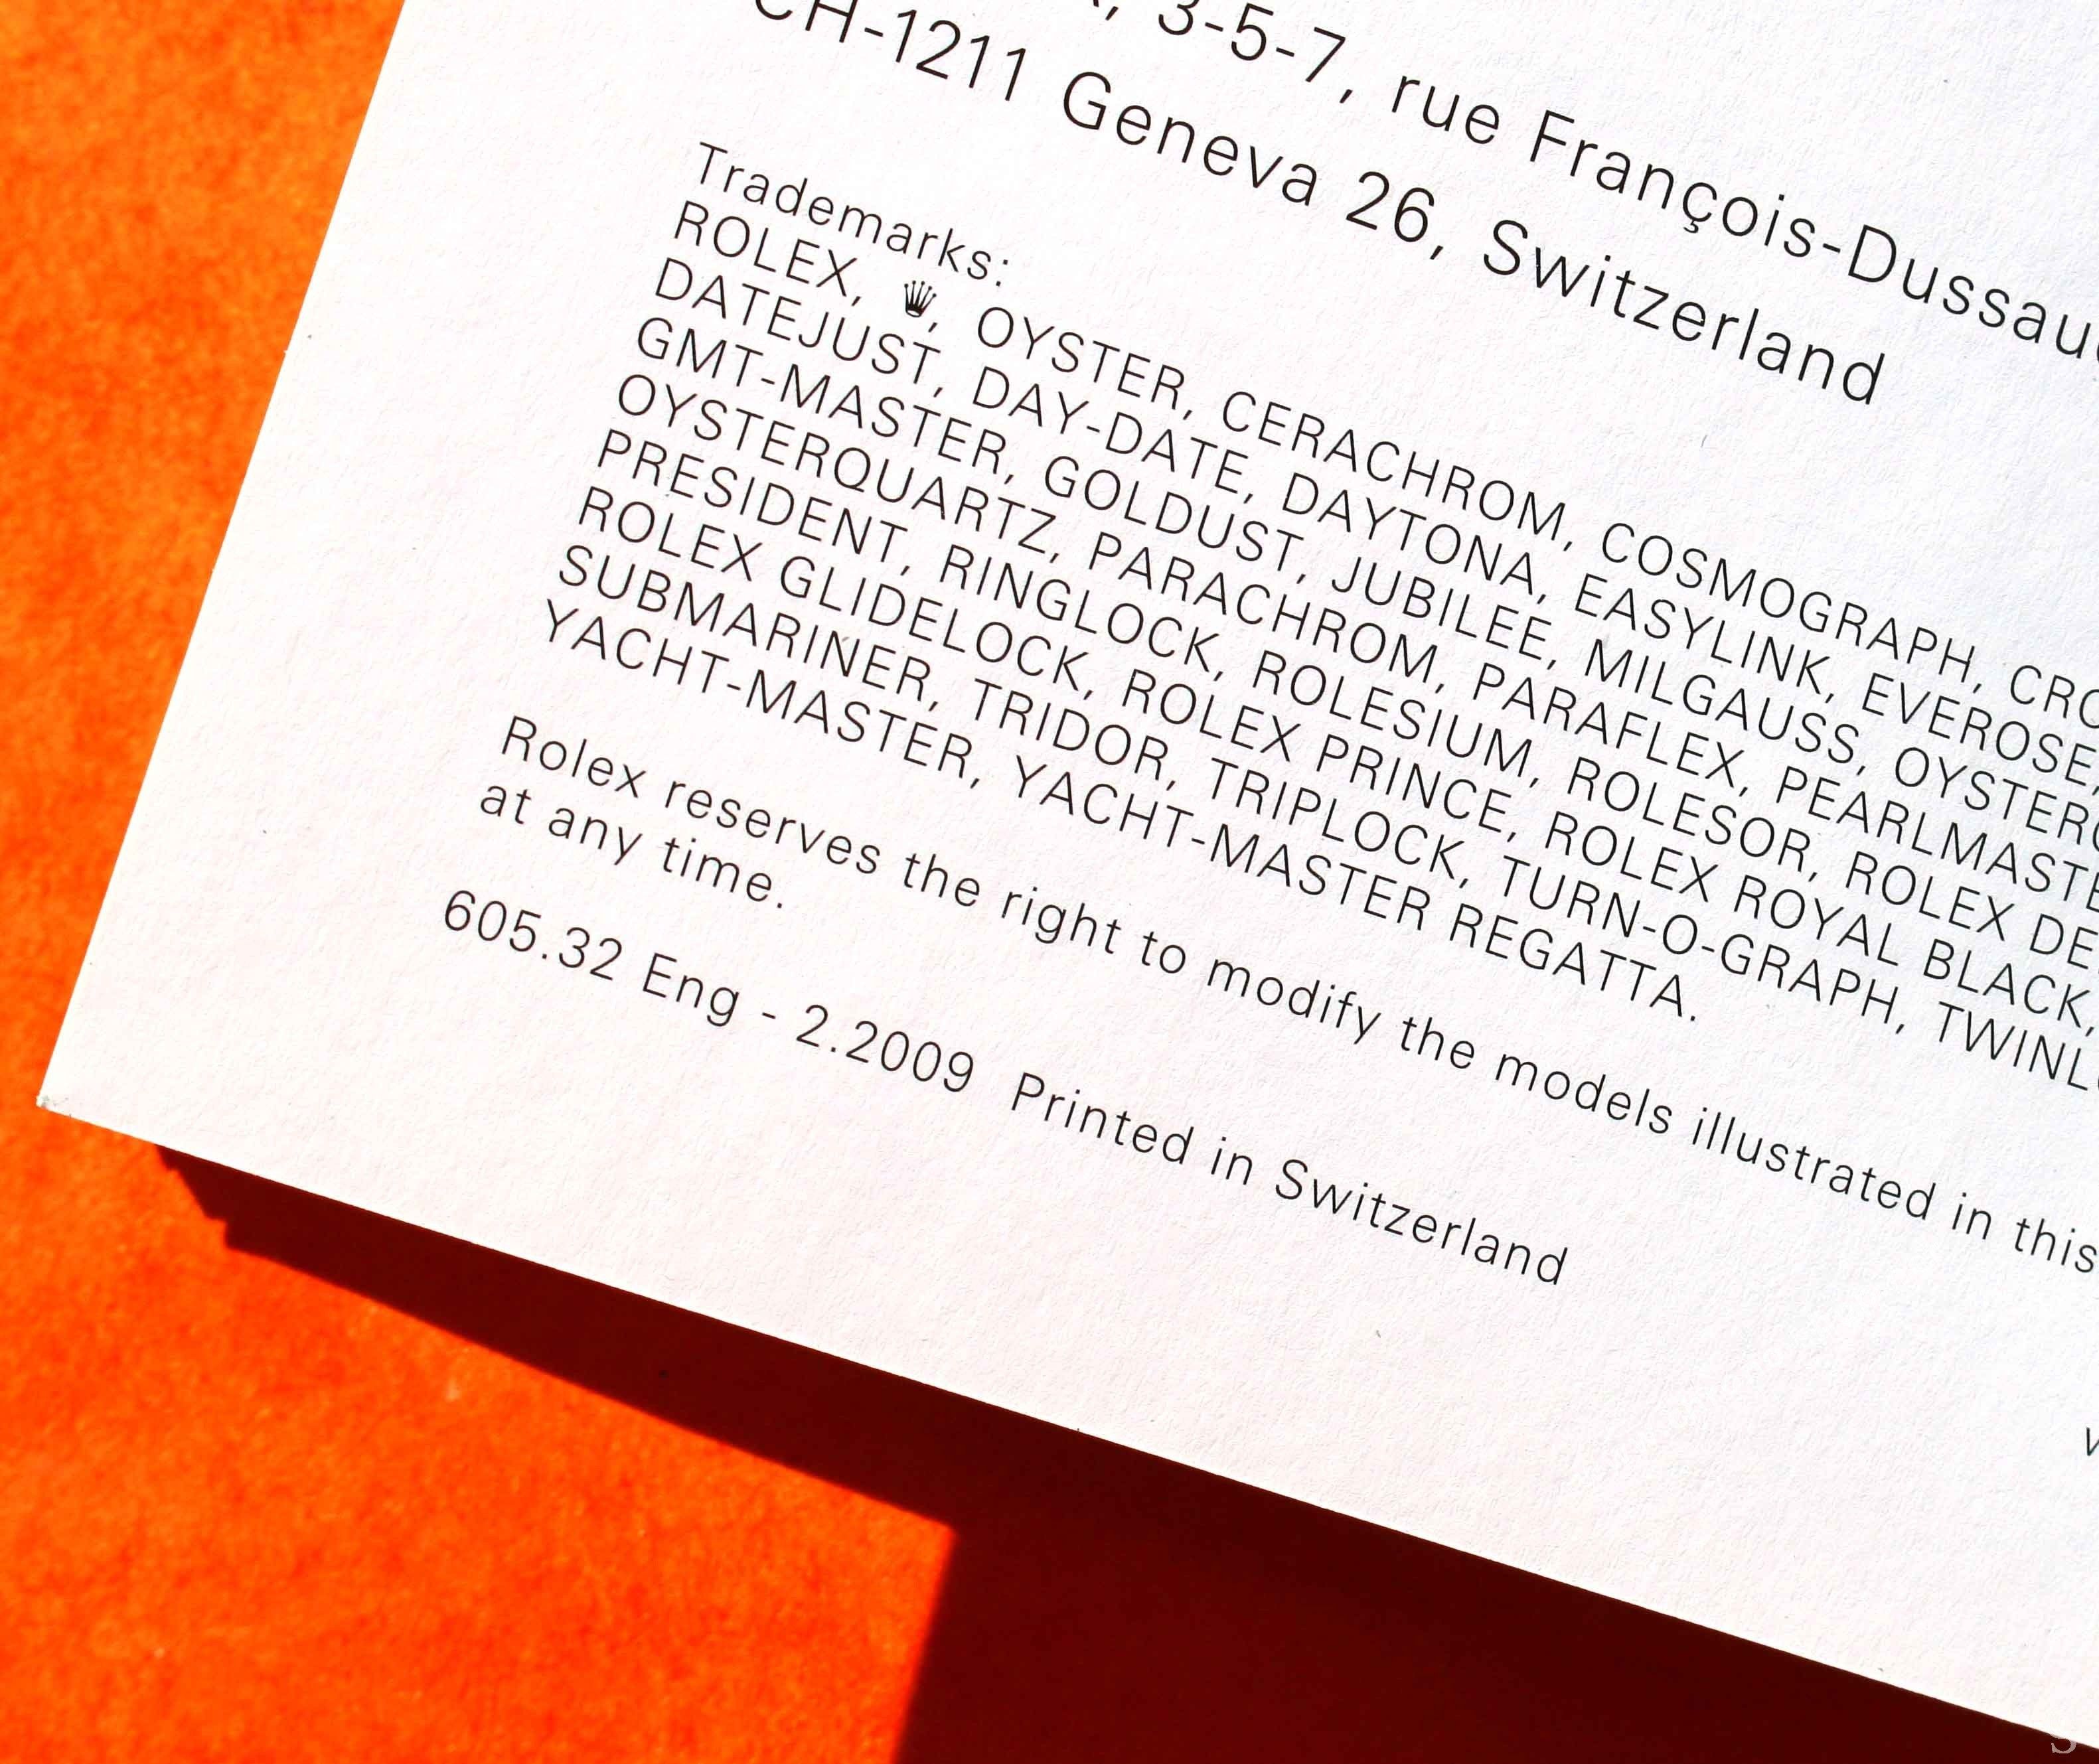 3-5-7, rue François-Dussau
CH-1211 Geneva 26, Switzerland
Trademarks:
ROLEX, , OYSTER, CERACHROM, COSMOGRAPH, CRO
DATEJUST, DAY-DATE, DAYTONA, EASYLINK, EVEROSE,
GMT-MASTER, GOLDUST, JUBILEE, MILGAUSS, OYSTER
OYSTERQUARTZ, PARACHROM, PARAFLEX, PEARLMASTE
PRESIDENT, RINGLOCK, ROLESIUM, ROLESOR, ROLEX DE
ROLEX GLIDELOCK, ROLEX PRINCE, ROLEX ROYAL BLACK,
SUBMARINER, TRIDOR, TRIPLOCK, TURN-O-GRAPH, TWINL
YACHT-MASTER, YACHT-MASTER REGATTA.
Rolex reserves the right to modify the models illustrated in this
at any time.
605.32 Eng - 2.2009 Printed in Switzerland